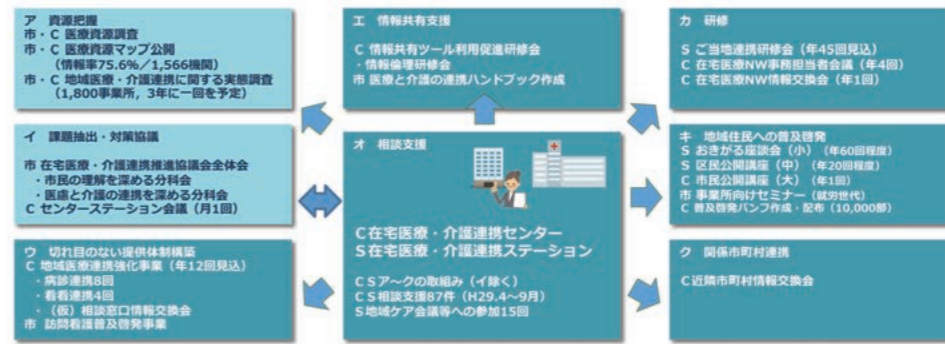 ア 資源把握
市・C 医療資源調査
市・C 医療資源マップ公開
(情報率75.6%/1,566機関)
市・C 地域医療・介護連携に関する実態調査
(1,800事業所,3年に一回を予定)
イ 課題抽出・対策協議
市 在宅医療・介護連携推進協議会全体会
・市民の理解を深める分科会
・医慮と介護の連携を深める分科会
C センターステーション会議(月1回)
ウ 切れ目のない提供体制構築
C 地域医療連携強化事業(年12回見込)
・病診連携8回
・看看連携4回
・(仮)相談窓口情報交換会
市 訪問看護普及啓発事業
エ 情報共有支援
C 情報共有ツール利用促進研修会
・情報倫理研修会
市 医療と介護の連携ハンドブック作成
オ 相談支援
C在宅医療・介護連携センター
S在宅医療・介護連携ステーション
CSア~クの取組み(イ除く)
CS相談支援87件(H29.4~9月)
S地域ケア会議等への参加15回
カ 研修
S ご当地連携研修会(年45回見込)
C 在宅医療NW事務担当者会議(年4回)
C 在宅医療NW情報交換会(年1回)
キ 地域住民への普及啓発
S おきがる座談会(小)(年60回程度)
S 区民公開講座(中)(年20回程度)
C 市民公開講座(大)(年1回)
市 事業所向けセミナー(就労世代)
C 普及啓発パンフ作成・配布(10,000部)
ク 関係市町村連携
C近隣市町村情報交換会